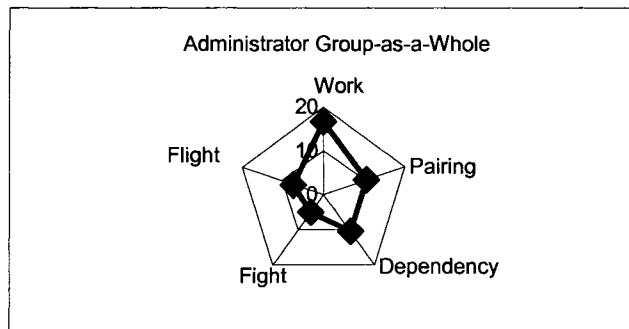 Administrator Group-as-a-Whole
Work
20
Flight
10
Pairing
0
Fight
Dependency